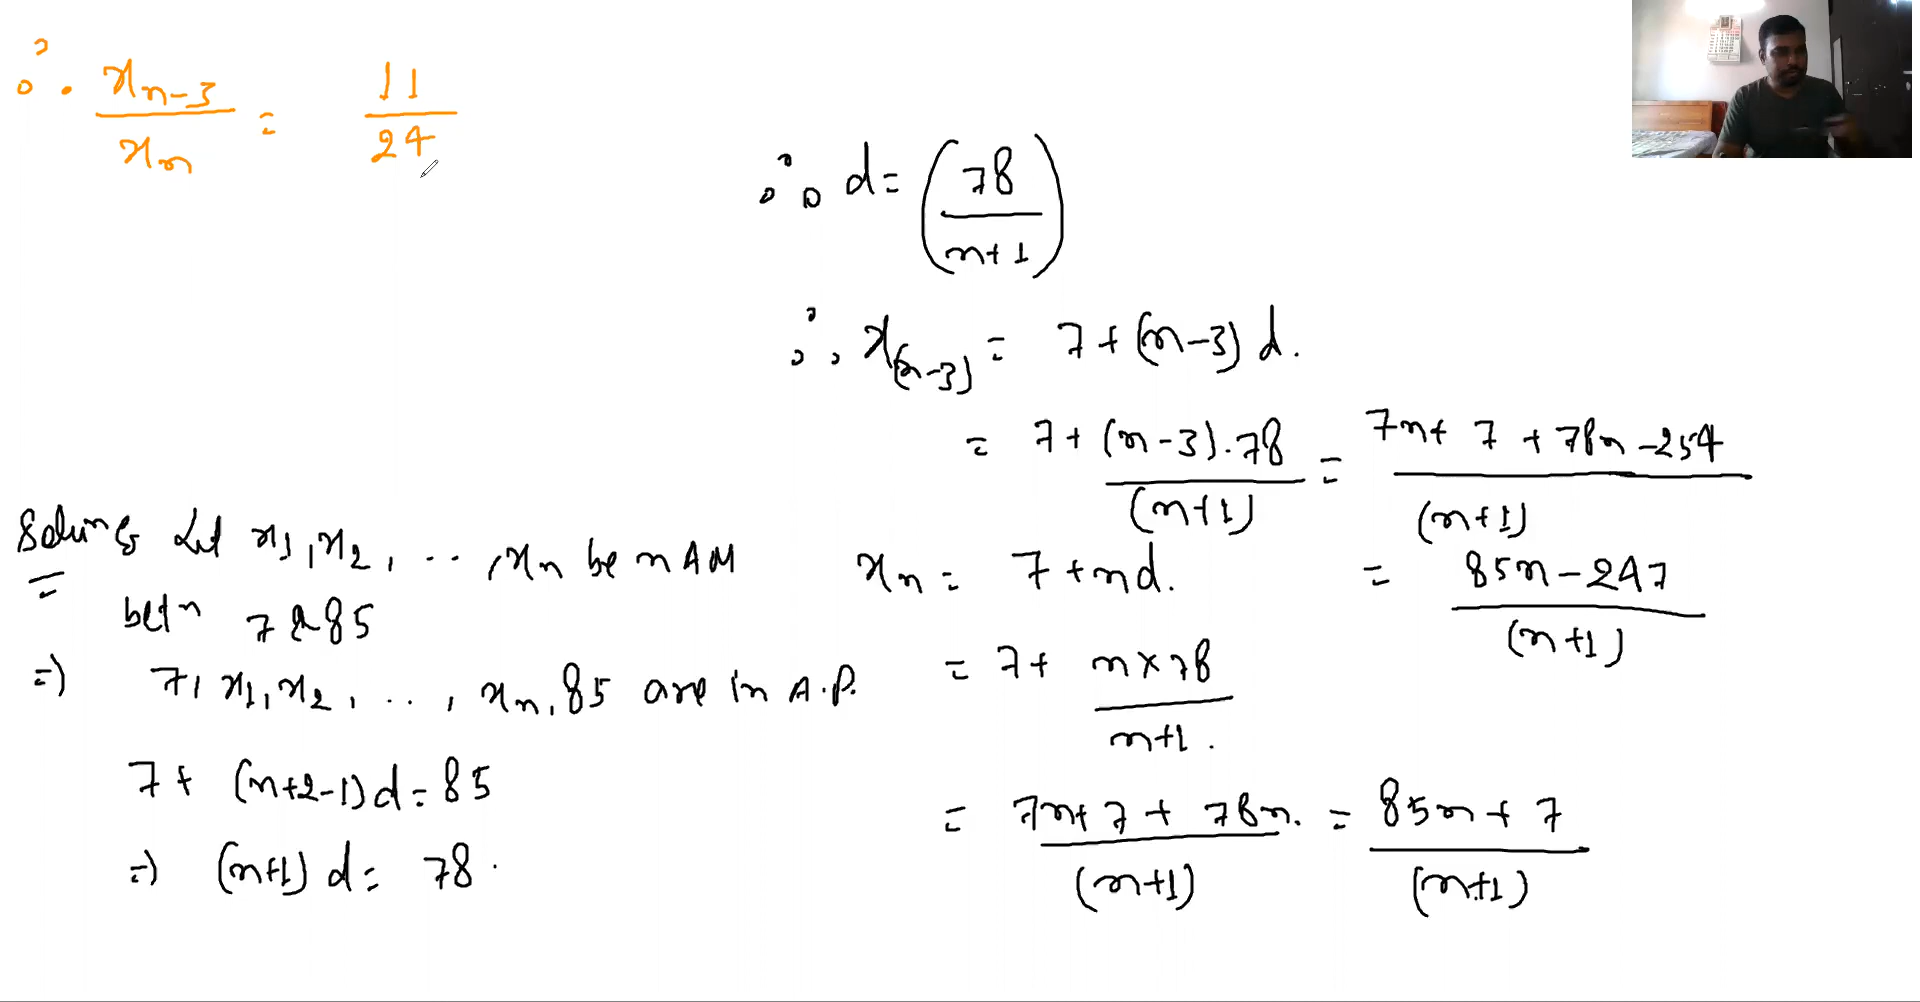 ∴ x_{n-3} / x_n = 11 / 24
Let x1, x2, ..., xn be n AM
betn 7 & 85
=) 7, x1, x2, ..., xn, 85 are in A.P.
7 + (n+2-1)d = 85
=) (n+1) d = 78.
∴ d = (78 / n+1)
∴ x_(n-3) = 7 + (n-3) d.
= 7 + (n-3).78 / (n+1) = 7n + 7 + 78n - 254 / (n+1)
= 85n - 247 / (n+1)
xn = 7 + nd.
= 7 + n × 78 / n+1.
= 7n + 7 + 78n. / (n+1) = 85n + 7 / (n+1)